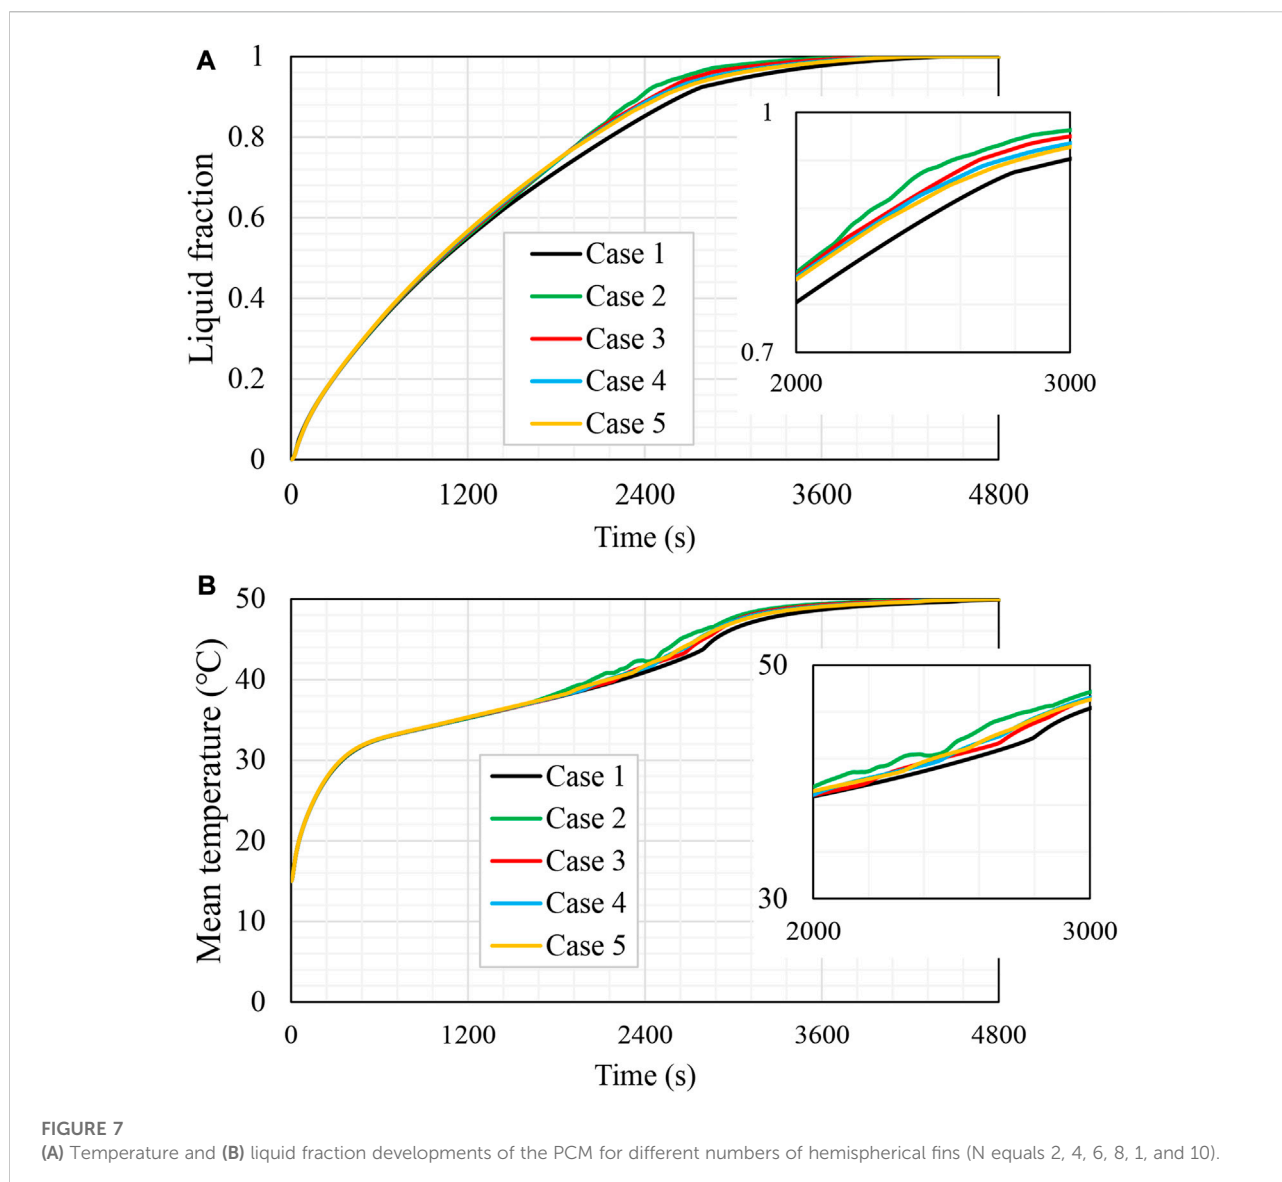 A
1
0.8
0.6
0.4
0.2
0
Liquid fraction
Case 1
Case 2
Case 3
Case 4
Case 5
1
0.7
2000 3000
0 1200 2400 3600 4800
Time (s)
B
50
40
30
20
10
0
Mean temperature (°C)
Case 1
Case 2
Case 3
Case 4
Case 5
50
30
2000 3000
0 1200 2400 3600 4800
Time (s)
FIGURE 7
(A) Temperature and (B) liquid fraction developments of the PCM for different numbers of hemispherical fins (N equals 2, 4, 6, 8, 1, and 10).